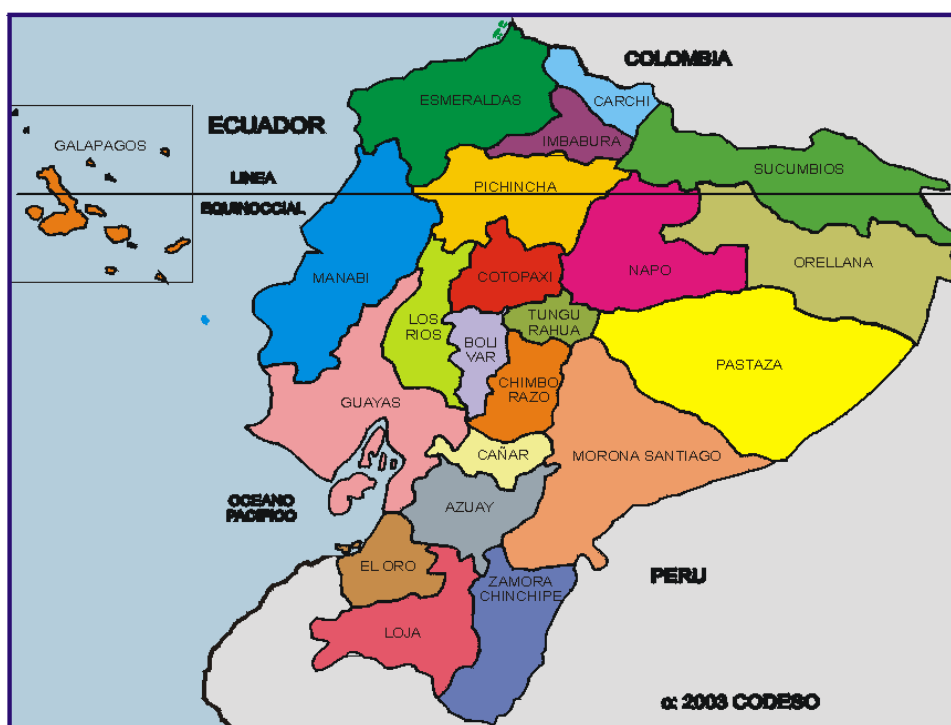 COLOMBIA
ESMERALDAS
CARCHI
ECUADOR
IMBABURA
GALAPAGOS
SUCUMBIOS
LINEA
EQUINOCCIAL
PICHINCHA
MANABI
COTOPAXI
NAPO
ORELLANA
LOS
RIOS
BOLI
VAR
TUNGU
RAHUA
PASTAZA
CHIMBO
RAZO
GUAYAS
CAÑAR
MORONA SANTIAGO
OCEANO
PACIFICO
AZUAY
EL ORO
ZAMORA
CHINCHIPE
PERU
LOJA
α: 2003 CODESO